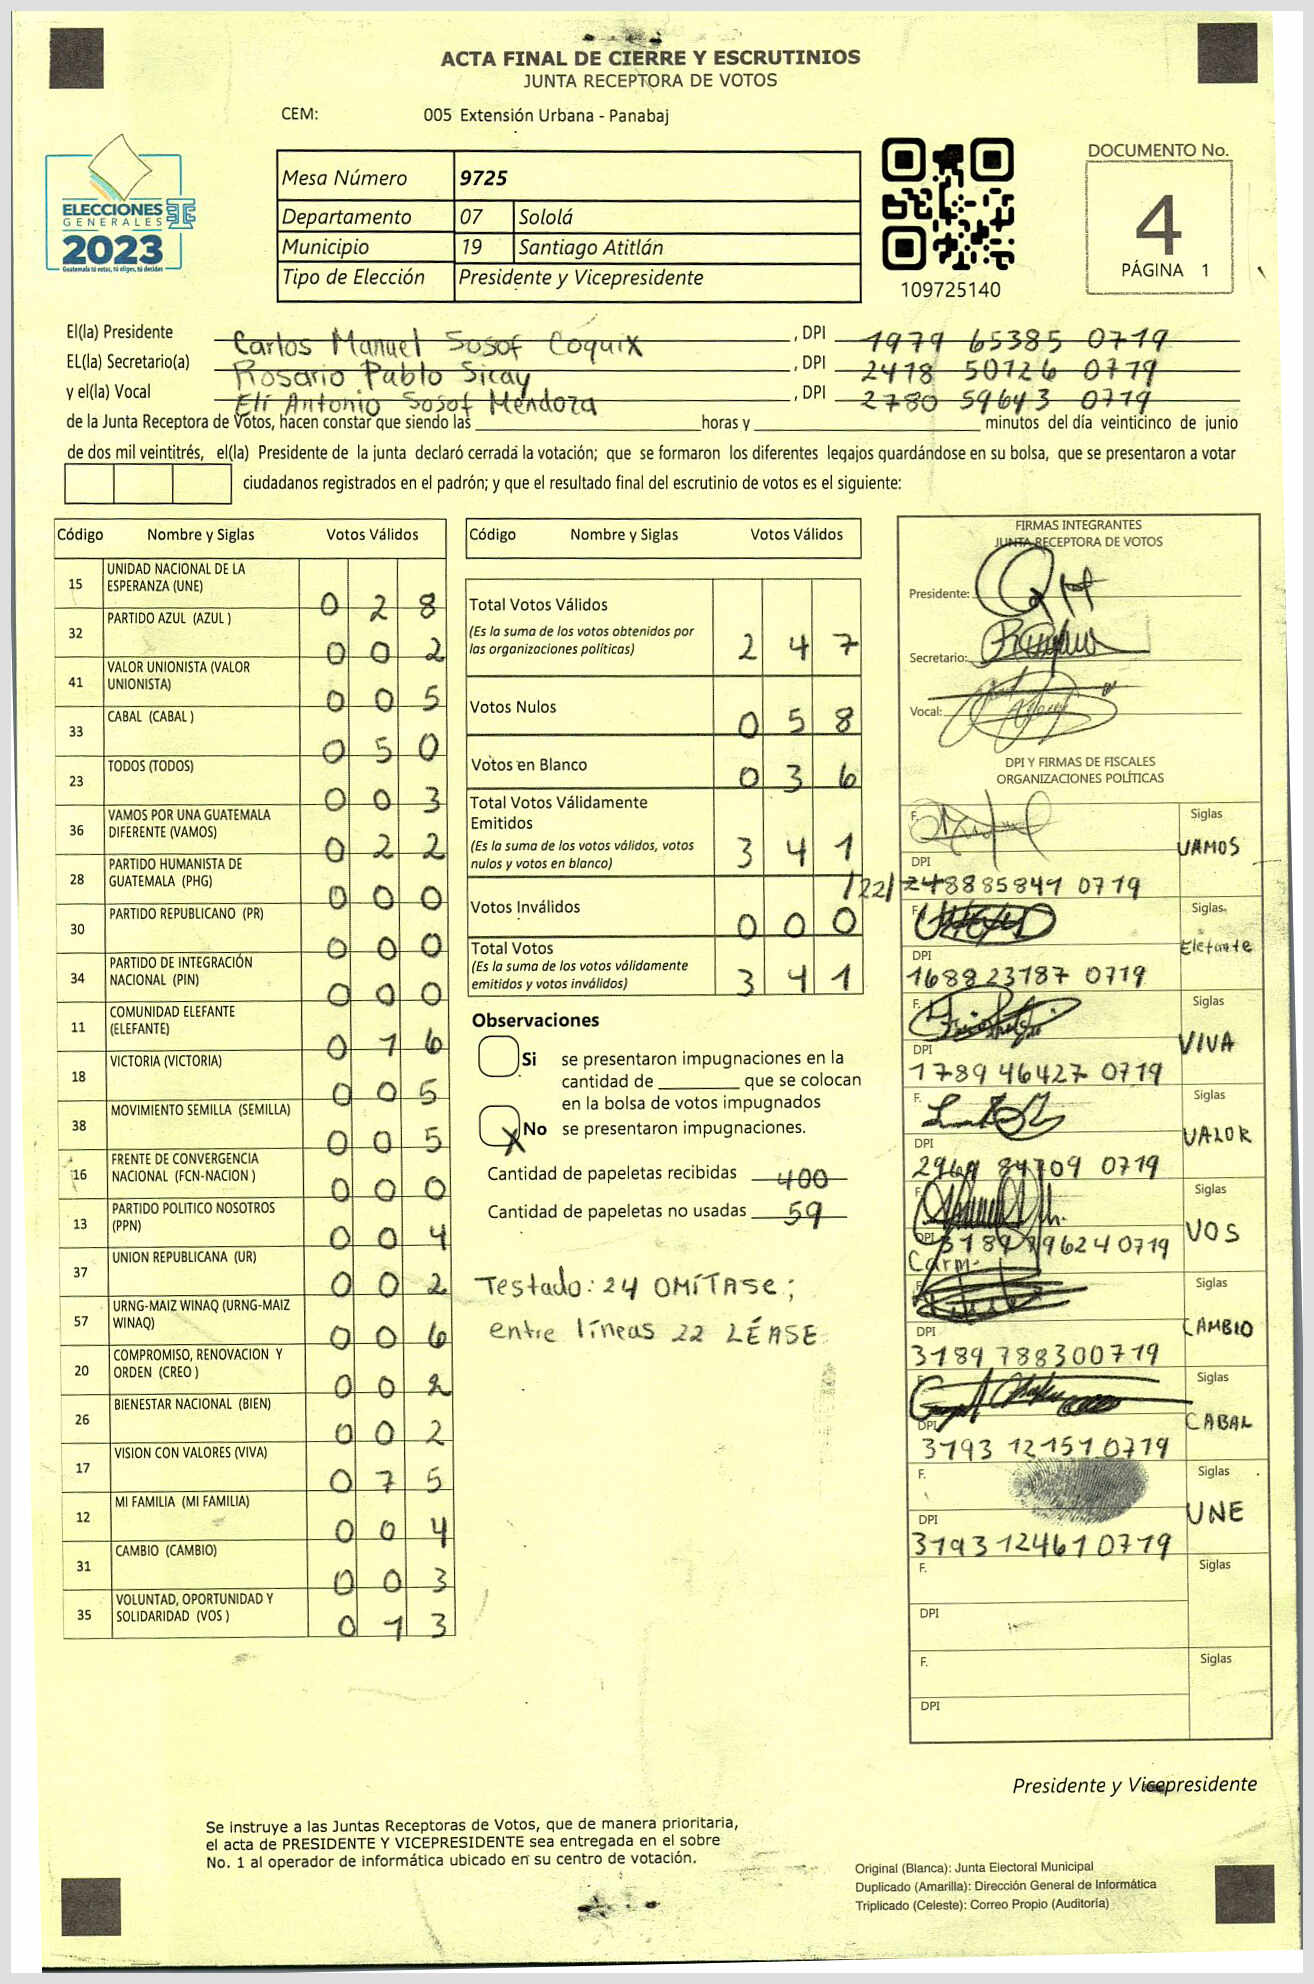 ACTA FINAL DE CIERRE Y ESCRUTINIOS
JUNTA RECEPTORA DE VOTOS
CEM: 005 Extensión Urbana - Panabaj
ELECCIONES
GENERALES
2023
Guatemala tú votas, tú eliges, tú decides
Mesa Número 9725
Departamento 07 Sololá
Municipio 19 Santiago Atitlán
Tipo de Elección Presidente y Vicepresidente
109725140
DOCUMENTO No.
4
PÁGINA 1
El(la) Presidente Carlos Manuel Sosof Coquix , DPI 1979 65385 0719
EL(la) Secretario(a) Rosario Pablo Sicay , DPI 2478 50726 0719
y el(la) Vocal Elí Antonio Sosof Mendoza , DPI 2780 59643 0719
de la Junta Receptora de Votos, hacen constar que siendo las horas y minutos del día veinticinco de junio
de dos mil veintitrés, el(la) Presidente de la junta declaró cerrada la votación; que se formaron los diferentes legajos guardándose en su bolsa, que se presentaron a votar
ciudadanos registrados en el padrón; y que el resultado final del escrutinio de votos es el siguiente:
Código Nombre y Siglas Votos Válidos
15 UNIDAD NACIONAL DE LA ESPERANZA (UNE) 0 2 8
32 PARTIDO AZUL (AZUL ) 0 0 2
41 VALOR UNIONISTA (VALOR UNIONISTA) 0 0 5
33 CABAL (CABAL ) 0 5 0
23 TODOS (TODOS) 0 0 3
36 VAMOS POR UNA GUATEMALA DIFERENTE (VAMOS) 0 2 2
28 PARTIDO HUMANISTA DE GUATEMALA (PHG) 0 0 0
30 PARTIDO REPUBLICANO (PR) 0 0 0
34 PARTIDO DE INTEGRACIÓN NACIONAL (PIN) 0 0 0
11 COMUNIDAD ELEFANTE (ELEFANTE) 0 1 6
18 VICTORIA (VICTORIA) 0 0 5
38 MOVIMIENTO SEMILLA (SEMILLA) 0 0 5
16 FRENTE DE CONVERGENCIA NACIONAL (FCN-NACION ) 0 0 0
13 PARTIDO POLITICO NOSOTROS (PPN) 0 0 4
37 UNION REPUBLICANA (UR) 0 0 2
57 URNG-MAIZ WINAQ (URNG-MAIZ WINAQ) 0 0 6
20 COMPROMISO, RENOVACION Y ORDEN (CREO ) 0 0 2
26 BIENESTAR NACIONAL (BIEN) 0 0 2
17 VISION CON VALORES (VIVA) 0 7 5
12 MI FAMILIA (MI FAMILIA) 0 0 4
31 CAMBIO (CAMBIO) 0 0 3
35 VOLUNTAD, OPORTUNIDAD Y SOLIDARIDAD (VOS ) 0 1 3
Código Nombre y Siglas Votos Válidos
Total Votos Válidos 2 4 7
(Es la suma de los votos obtenidos por
las organizaciones políticas)
Votos Nulos 0 5 8
Votos en Blanco 0 3 6
Total Votos Válidamente
Emitidos
(Es la suma de los votos válidos, votos
nulos y votos en blanco) 3 4 1
Votos Inválidos 0 0 0
Total Votos
(Es la suma de los votos válidamente
emitidos y votos inválidos) 3 4 1
Observaciones
Si se presentaron impugnaciones en la
cantidad de que se colocan
en la bolsa de votos impugnados
X No se presentaron impugnaciones.
Cantidad de papeletas recibidas 400
Cantidad de papeletas no usadas 59
Testado: 24 OMÍTASE;
entre líneas 22 LÉASE
FIRMAS INTEGRANTES
JUNTA RECEPTORA DE VOTOS
Presidente:
Secretario:
Vocal:
DPI Y FIRMAS DE FISCALES
ORGANIZACIONES POLÍTICAS
F. Siglas
VAMOS
DPI
/22/ 248885841 0719
F. Siglas
Elefante
DPI
1688 23187 0719
F. Siglas
VIVA
DPI
1789 46427 0719
F. Siglas
VALOR
DPI
0719
F. Siglas
VOS
DPI
0719
F. Siglas
CAMBIO
DPI
3189 78830 0719
F. Siglas
CABAL
DPI
3193 12151 0719
F. Siglas
UNE
DPI
3193 12461 0719
F. Siglas
DPI
F. Siglas
DPI
Presidente y Vicepresidente
Se instruye a las Juntas Receptoras de Votos, que de manera prioritaria,
el acta de PRESIDENTE Y VICEPRESIDENTE sea entregada en el sobre
No. 1 al operador de informática ubicado en su centro de votación.
Original (Blanca): Junta Electoral Municipal
Duplicado (Amarilla): Dirección General de Informática
Triplicado (Celeste): Correo Propio (Auditoría)